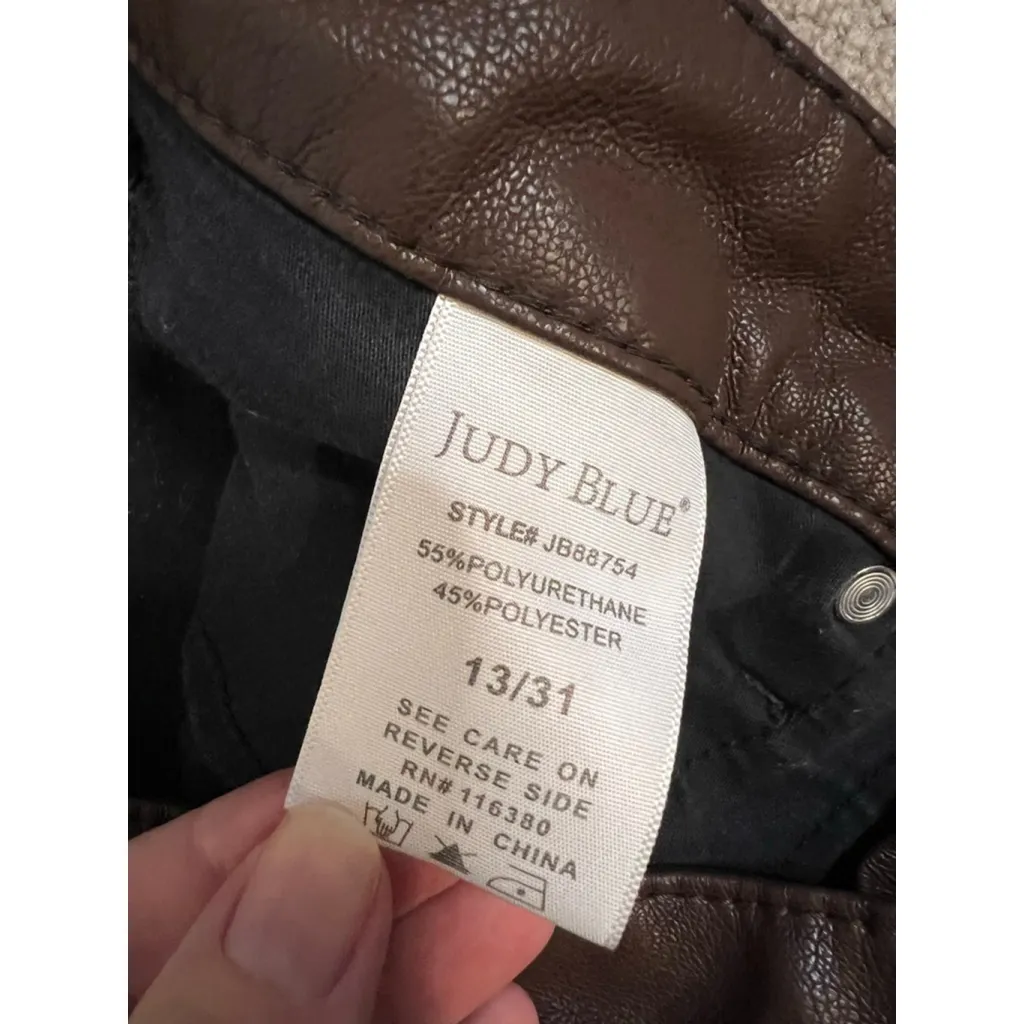 JUDY BLUE®
STYLE# JB88754
55%POLYURETHANE
45%POLYESTER
13/31
SEE CARE ON
REVERSE SIDE
RN# 116380
MADE IN CHINA